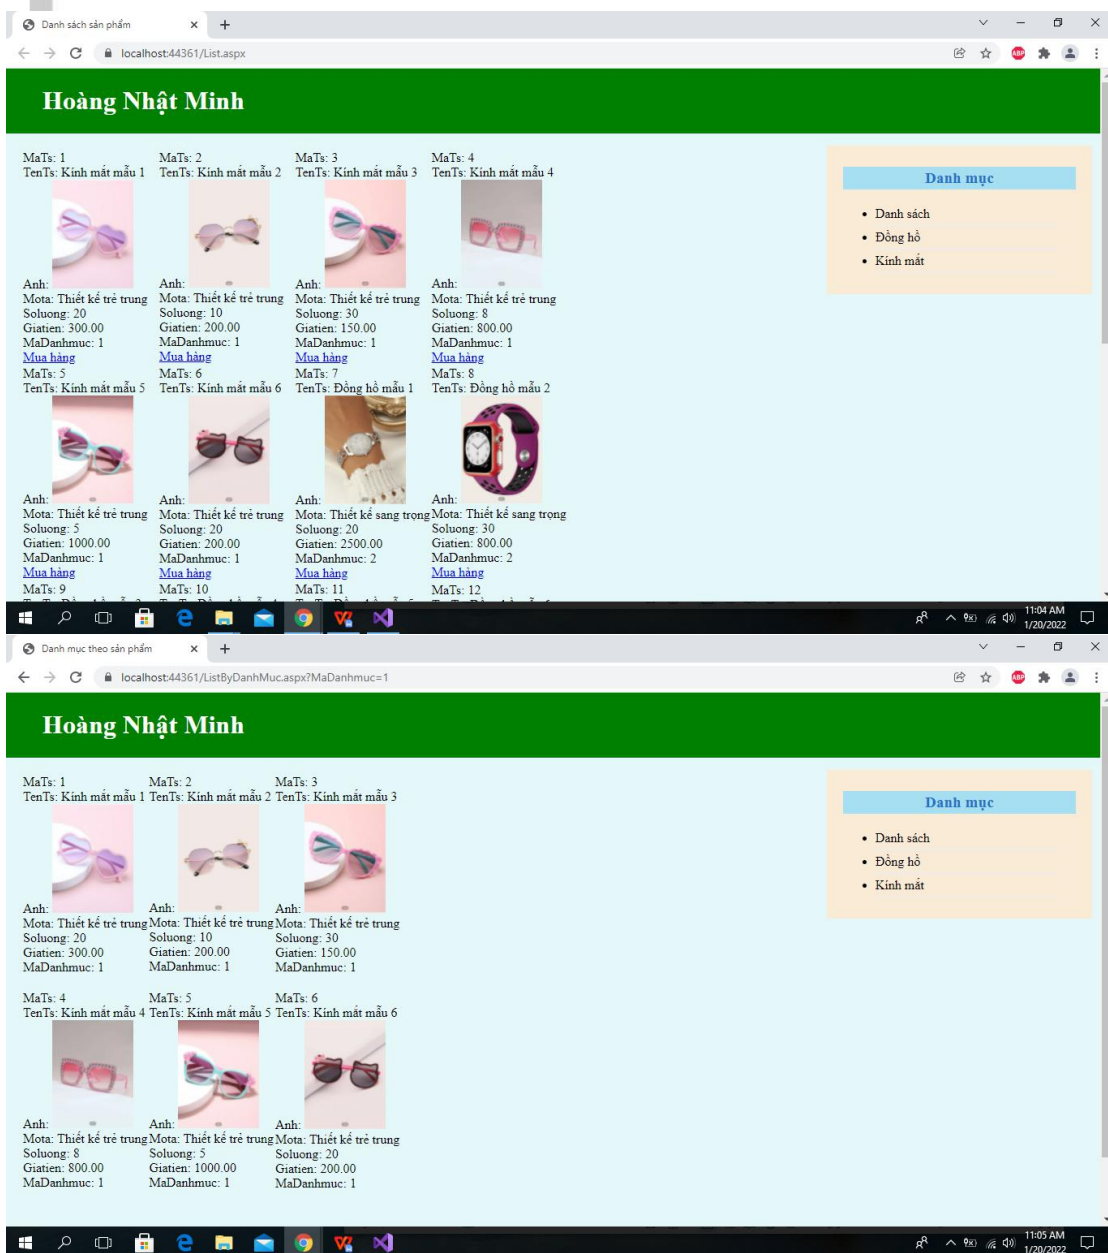 Danh sách sản phẩm
localhost:44361/List.aspx
ABP
Hoàng Nhật Minh
MaTs: 1 MaTs: 2 MaTs: 3 MaTs: 4
TenTs: Kính mắt mẫu 1 TenTs: Kính mắt mẫu 2 TenTs: Kính mắt mẫu 3 TenTs: Kính mắt mẫu 4
Anh: Anh: Anh: Anh:
Mota: Thiết kế trẻ trung Mota: Thiết kế trẻ trung Mota: Thiết kế trẻ trung Mota: Thiết kế trẻ trung
Soluong: 20 Soluong: 10 Soluong: 30 Soluong: 8
Giatien: 300.00 Giatien: 200.00 Giatien: 150.00 Giatien: 800.00
MaDanhmuc: 1 MaDanhmuc: 1 MaDanhmuc: 1 MaDanhmuc: 1
Mua hàng Mua hàng Mua hàng Mua hàng
MaTs: 5 MaTs: 6 MaTs: 7 MaTs: 8
TenTs: Kính mắt mẫu 5 TenTs: Kính mắt mẫu 6 TenTs: Đồng hồ mẫu 1 TenTs: Đồng hồ mẫu 2
Anh: Anh: Anh: Anh:
Mota: Thiết kế trẻ trung Mota: Thiết kế trẻ trung Mota: Thiết kế sang trọng Mota: Thiết kế sang trọng
Soluong: 5 Soluong: 20 Soluong: 20 Soluong: 30
Giatien: 1000.00 Giatien: 200.00 Giatien: 2500.00 Giatien: 800.00
MaDanhmuc: 1 MaDanhmuc: 1 MaDanhmuc: 2 MaDanhmuc: 2
Mua hàng Mua hàng Mua hàng Mua hàng
MaTs: 9 MaTs: 10 MaTs: 11 MaTs: 12
Danh mục
Danh sách
Đồng hồ
Kính mắt
11:04 AM
1/20/2022
Danh mục theo sản phẩm
localhost:44361/ListByDanhMuc.aspx?MaDanhmuc=1
ABP
Hoàng Nhật Minh
MaTs: 1 MaTs: 2 MaTs: 3
TenTs: Kính mắt mẫu 1 TenTs: Kính mắt mẫu 2 TenTs: Kính mắt mẫu 3
Anh: Anh: Anh:
Mota: Thiết kế trẻ trung Mota: Thiết kế trẻ trung Mota: Thiết kế trẻ trung
Soluong: 20 Soluong: 10 Soluong: 30
Giatien: 300.00 Giatien: 200.00 Giatien: 150.00
MaDanhmuc: 1 MaDanhmuc: 1 MaDanhmuc: 1
MaTs: 4 MaTs: 5 MaTs: 6
TenTs: Kính mắt mẫu 4 TenTs: Kính mắt mẫu 5 TenTs: Kính mắt mẫu 6
Anh: Anh: Anh:
Mota: Thiết kế trẻ trung Mota: Thiết kế trẻ trung Mota: Thiết kế trẻ trung
Soluong: 8 Soluong: 5 Soluong: 20
Giatien: 800.00 Giatien: 1000.00 Giatien: 200.00
MaDanhmuc: 1 MaDanhmuc: 1 MaDanhmuc: 1
Danh mục
Danh sách
Đồng hồ
Kính mắt
11:05 AM
1/20/2022